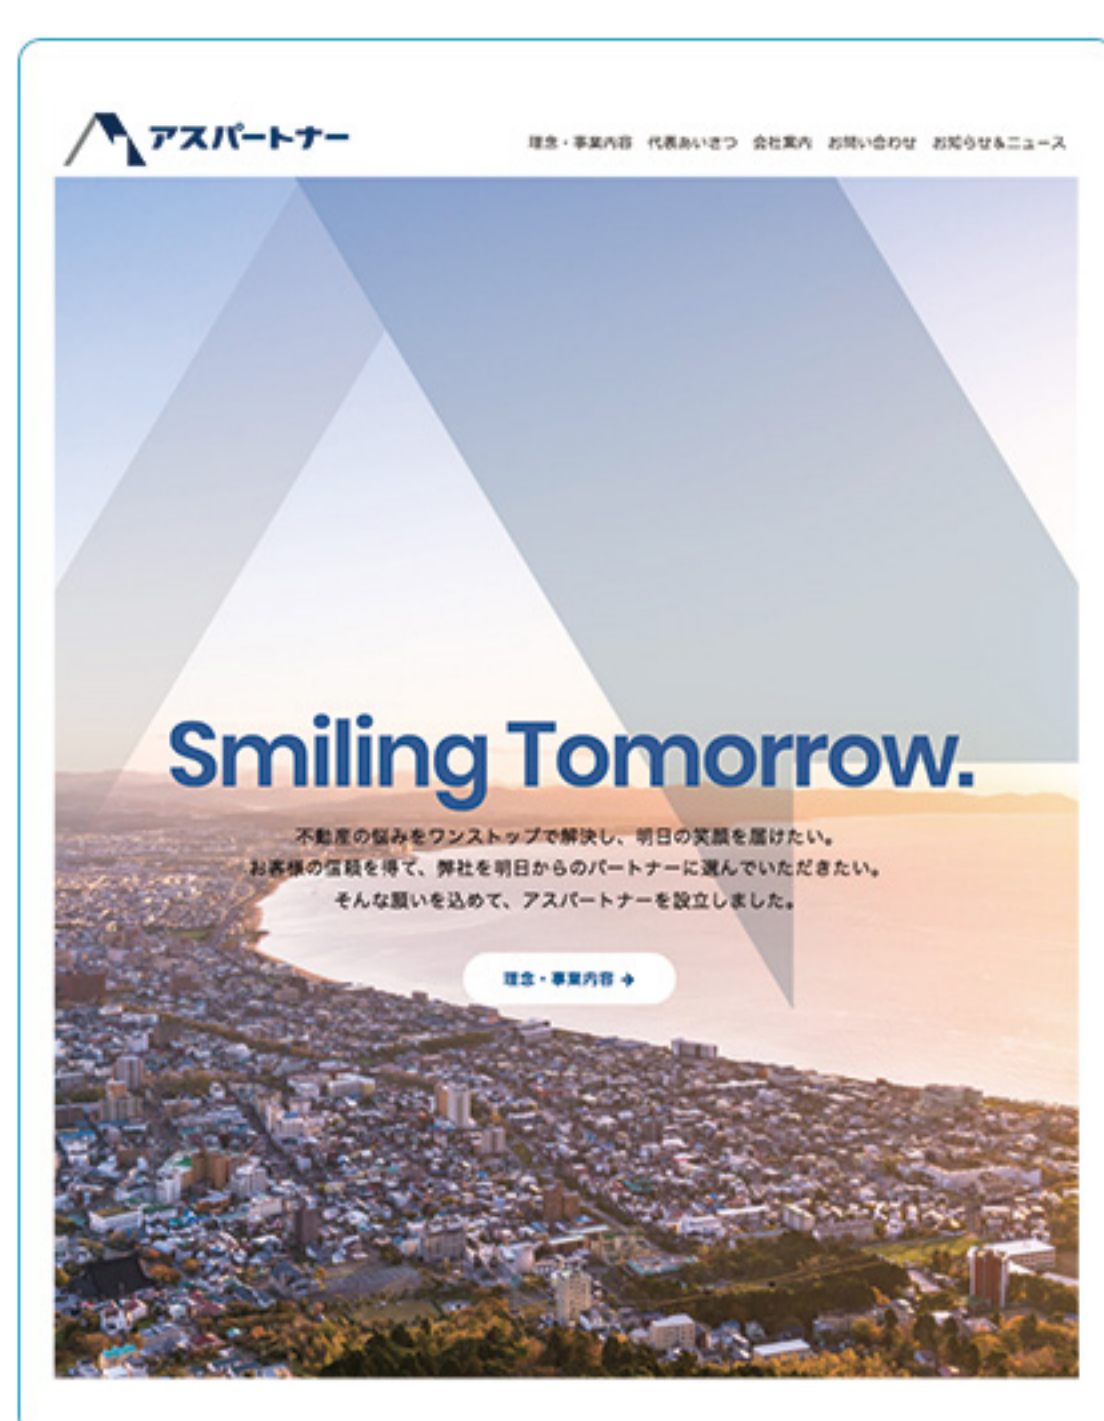 アスパートナー
理念・事業内容 代表あいさつ 会社案内 お問い合わせ お知らせ&ニュース
Smiling Tomorrow.
不動産の悩みをワンストップで解決し、明日の笑顔を届けたい。
お客様の信頼を得て、弊社を明日からのパートナーに選んでいただきたい。
そんな願いを込めて、アスパートナーを設立しました。
理念・事業内容 →